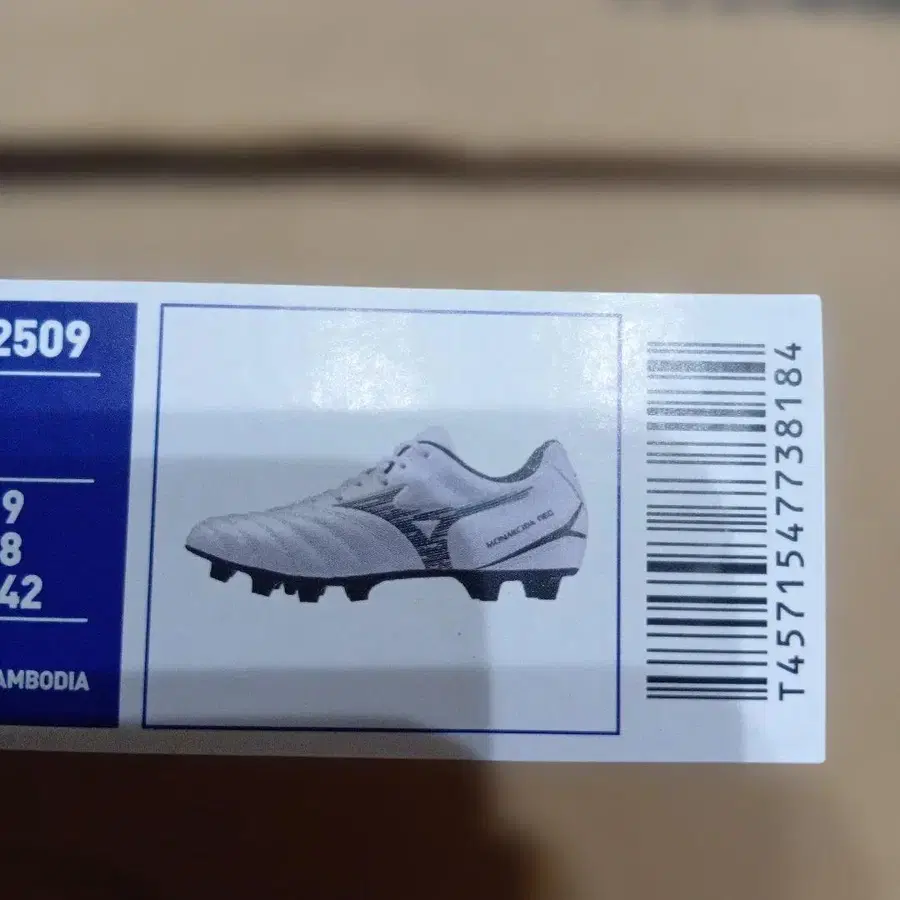 2509
9
8
42
AMBODIA
MONARCIDA NEO
T4571547738184